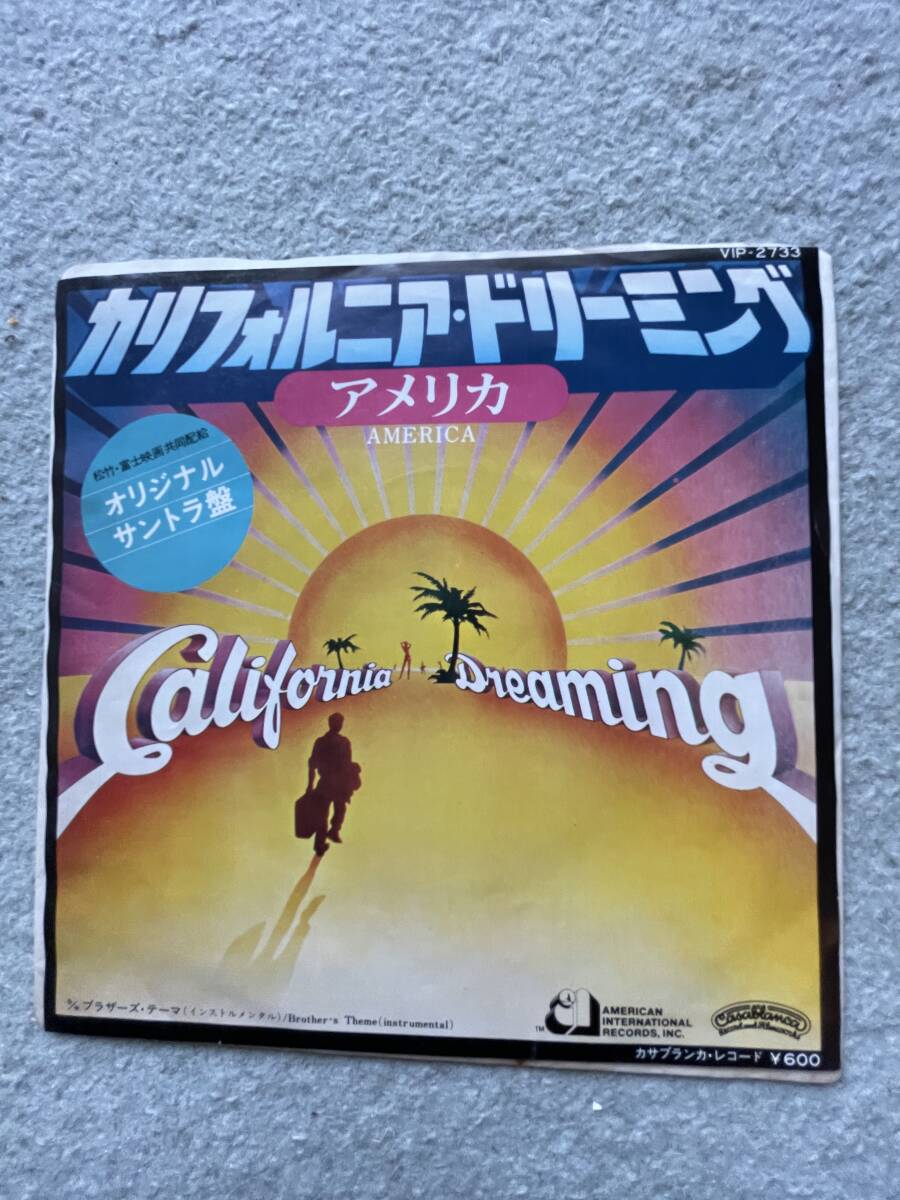 VIP-2733
カリフォルニア・ドリーミング
アメリカ
AMERICA
松竹・富士映画共同配給
オリジナル
サントラ盤
California Dreaming
b/w ブラザーズ・テーマ(インストルメンタル)/Brother's Theme(instrumental)
TM
AMERICAN
INTERNATIONAL
RECORDS, INC.
Casablanca
Record and Filmworks
カサブランカ・レコード ¥600